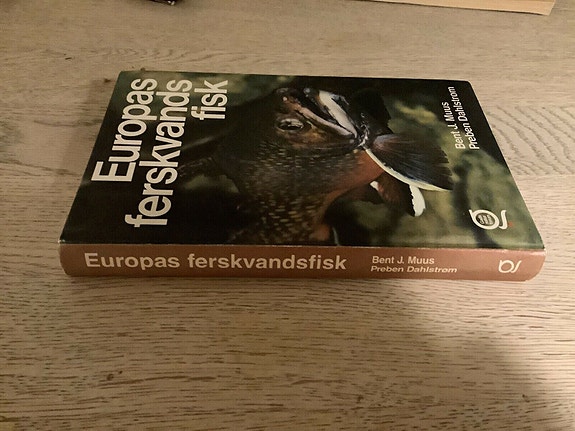 Europas
ferskvands
fisk
Bent J. Muus
Preben Dahlstrøm
Europas ferskvandsfisk
Bent J. Muus
Preben Dahlstrøm